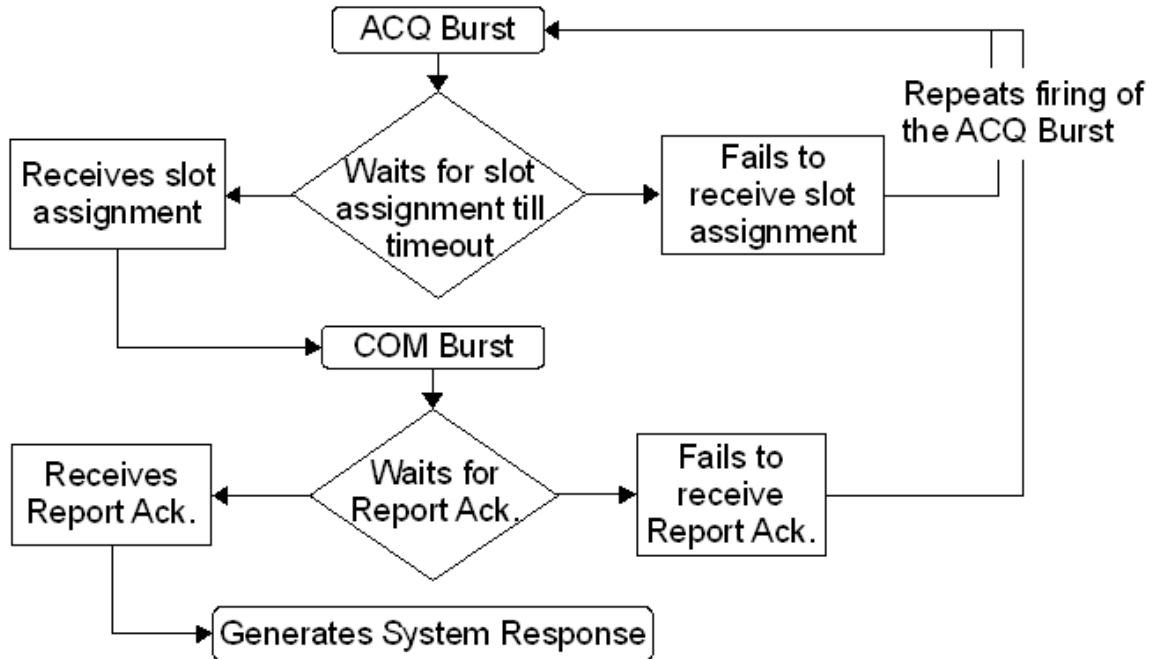 ACQ Burst
Repeats firing of
the ACQ Burst
Receives slot
assignment
Waits for slot
assignment till
timeout
Fails to
receive slot
assignment
COM Burst
Receives
Report Ack.
Waits for
Report Ack.
Fails to
receive
Report Ack.
Generates System Response